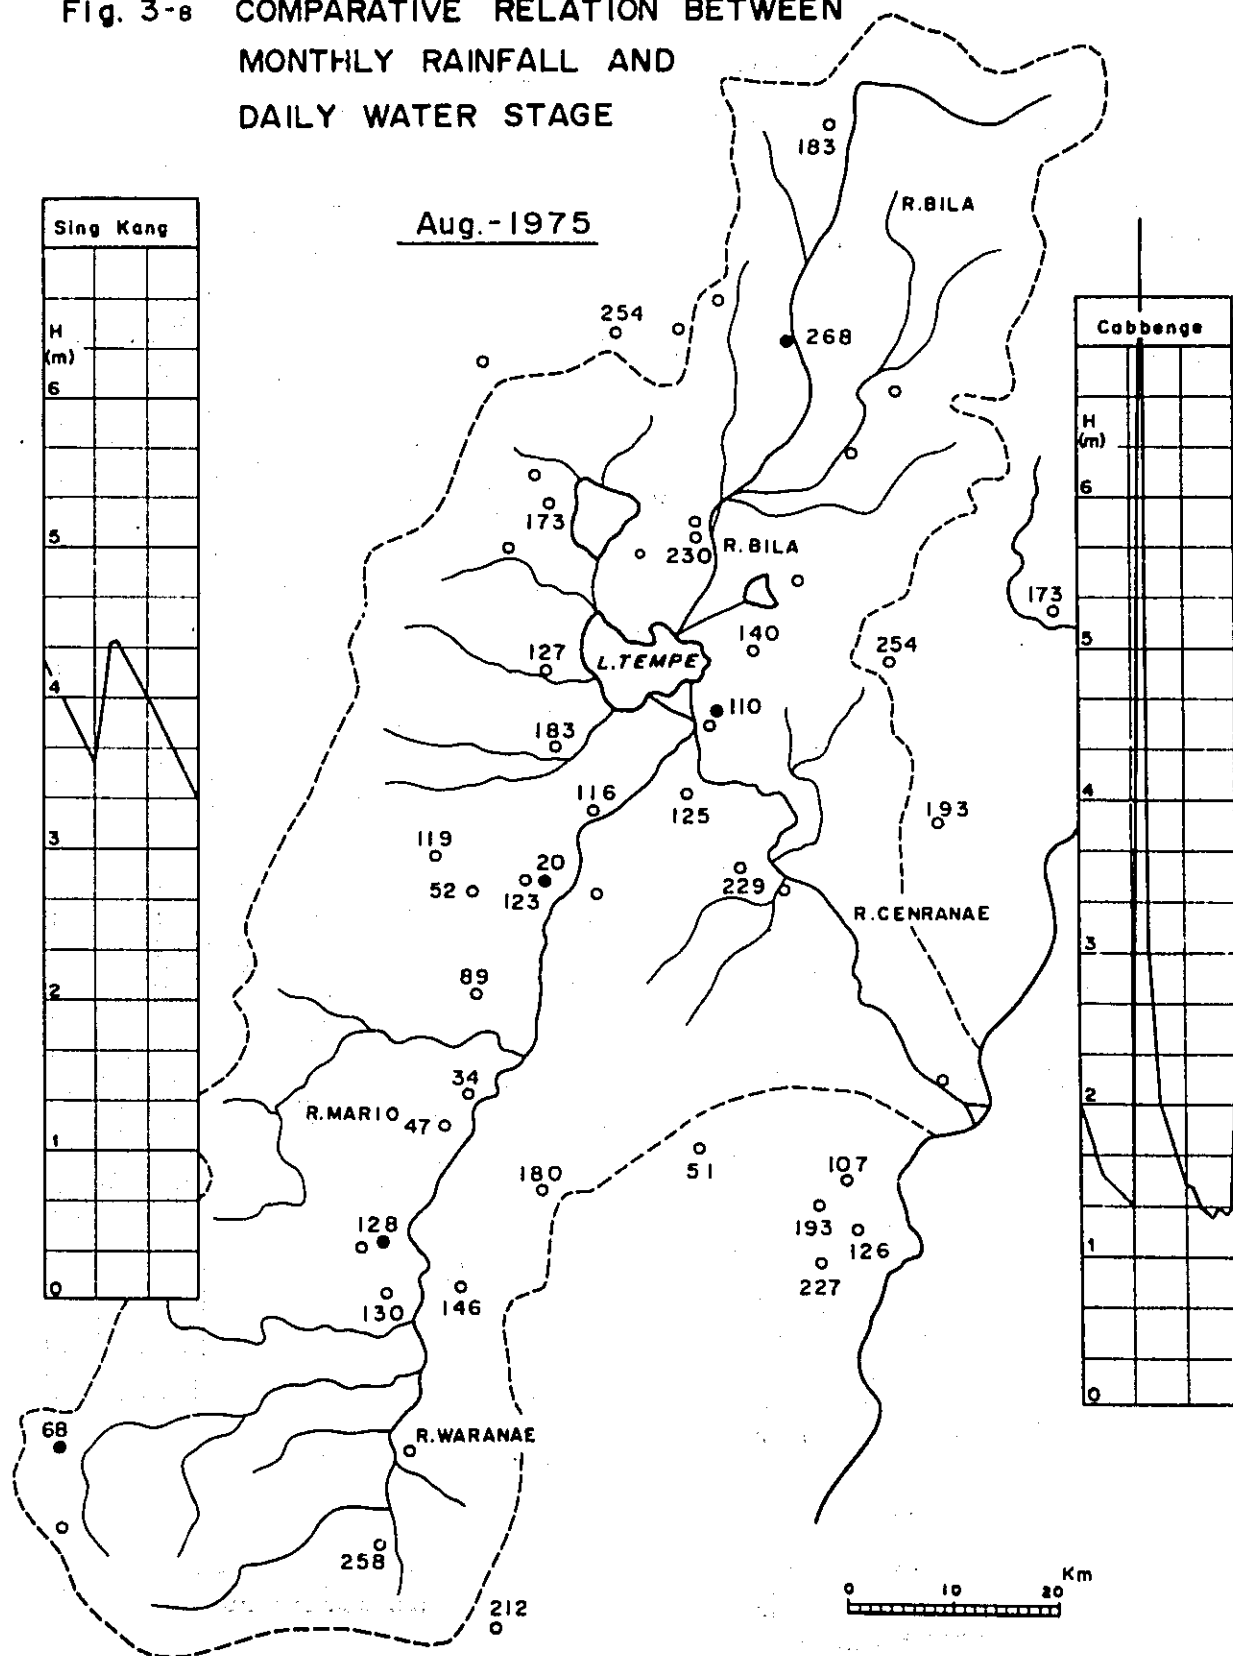 Fig. 3-8 COMPARATIVE RELATION BETWEEN
MONTHLY RAINFALL AND
DAILY WATER STAGE
Aug.-1975
Sing Kang
H
(m)
6
5
4
3
2
1
0
Cabbenge
H
(m)
6
5
4
3
2
1
0
183
R.BILA
254
268
173
230
R.BILA
173
140
254
127
L.TEMPE
110
183
116
125
193
119
20
52
123
229
R.CENRANAE
89
34
R.MARIO
47
180
51
107
193
126
227
128
130
146
68
R.WARANAE
258
212
Km
0 10 20